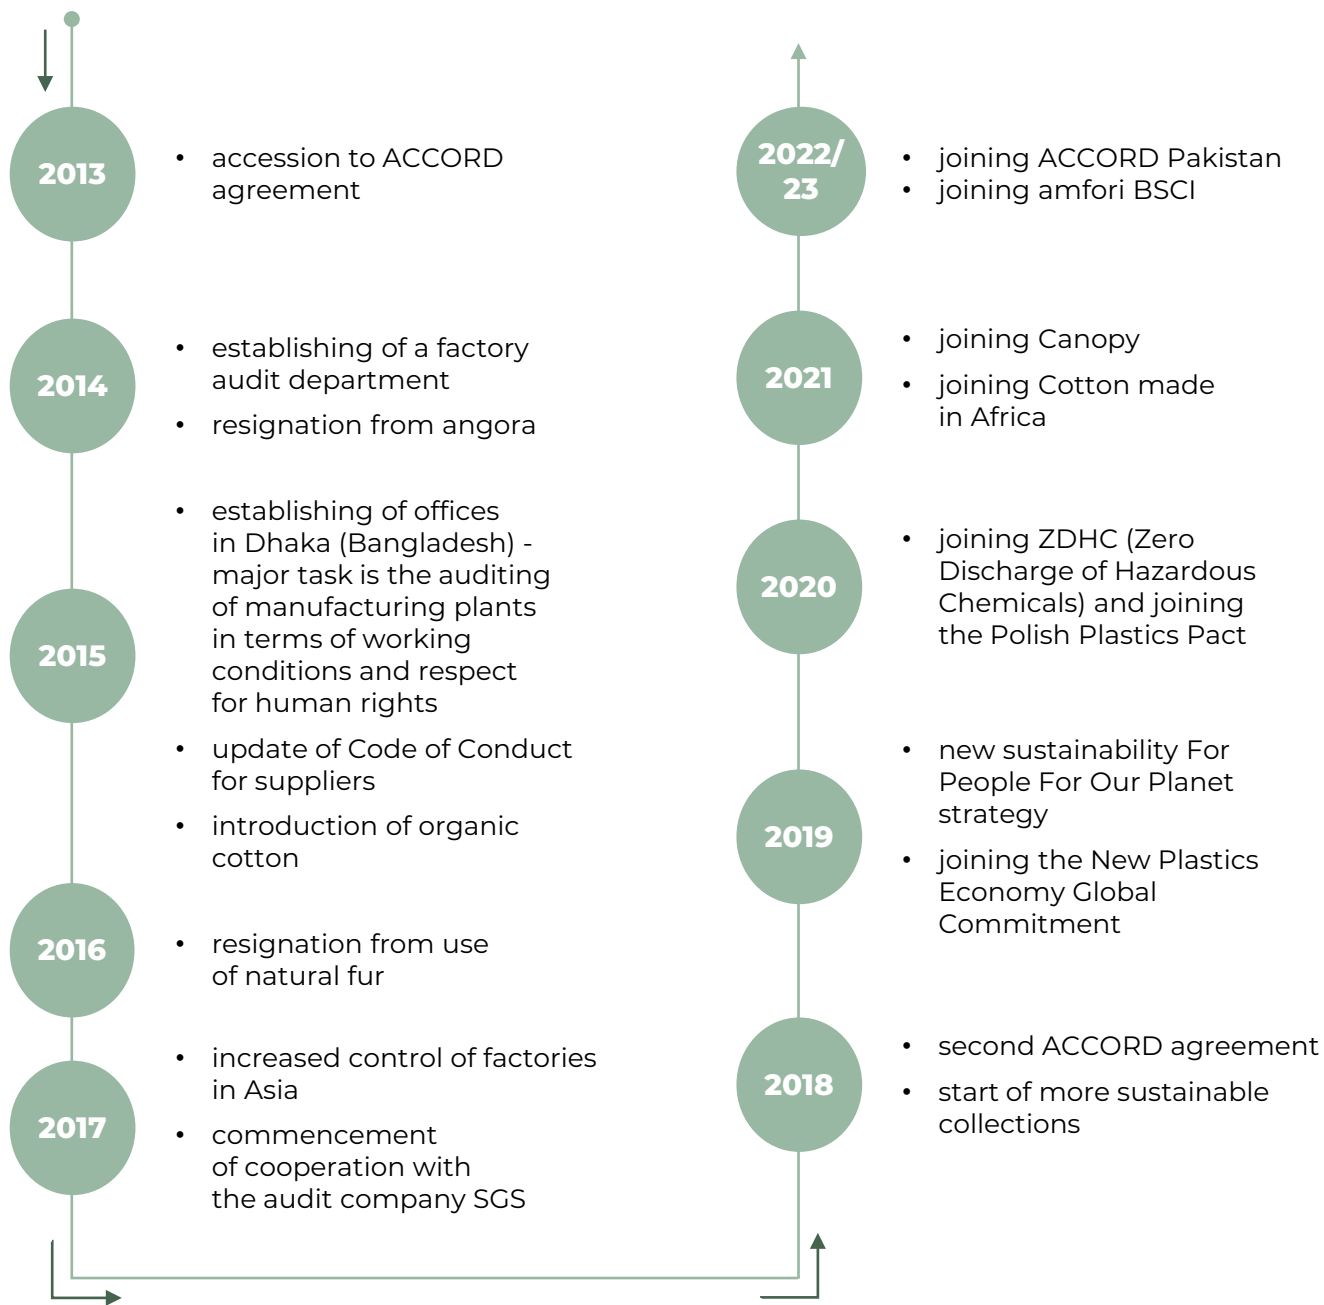 2013
• accession to ACCORD
agreement
2014
• establishing of a factory
audit department
• resignation from angora
2015
• establishing of offices
in Dhaka (Bangladesh) -
major task is the auditing
of manufacturing plants
in terms of working
conditions and respect
for human rights
• update of Code of Conduct
for suppliers
• introduction of organic
cotton
2016
• resignation from use
of natural fur
2017
• increased control of factories
in Asia
• commencement
of cooperation with
the audit company SGS
2018
• second ACCORD agreement
• start of more sustainable
collections
2019
• new sustainability For
People For Our Planet
strategy
• joining the New Plastics
Economy Global
Commitment
2020
• joining ZDHC (Zero
Discharge of Hazardous
Chemicals) and joining
the Polish Plastics Pact
2021
• joining Canopy
• joining Cotton made
in Africa
2022/
23
• joining ACCORD Pakistan
• joining amfori BSCI